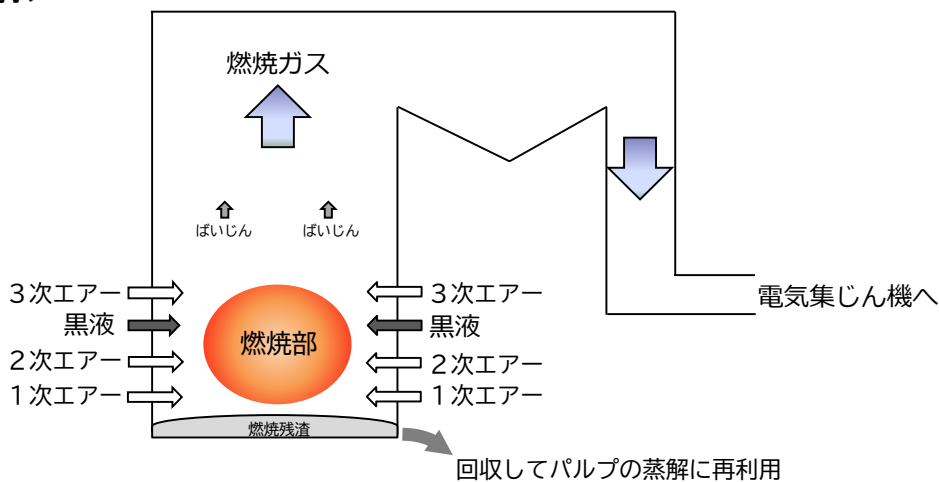 燃焼ガス
ばいじん ばいじん
3次エアー 3次エアー
黒液 黒液
燃焼部
電気集じん機へ
2次エアー 2次エアー
1次エアー 1次エアー
燃焼残渣
回収してパルプの蒸解に再利用